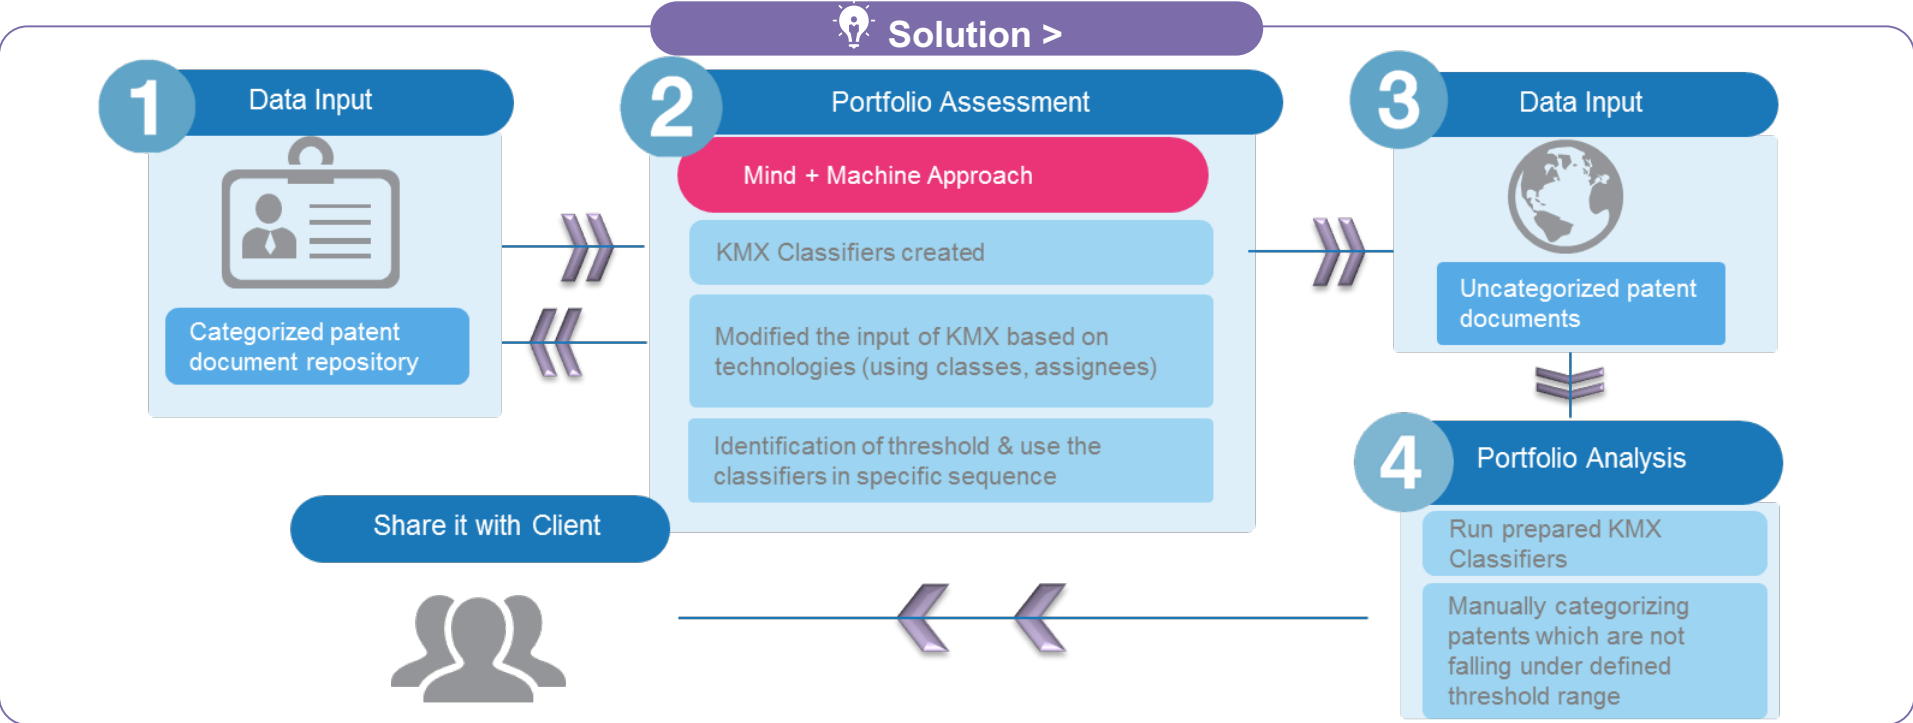 Solution >
1
Data Input
Categorized patent
document repository
2
Portfolio Assessment
Mind + Machine Approach
KMX Classifiers created
Modified the input of KMX based on
technologies (using classes, assignees)
Identification of threshold & use the
classifiers in specific sequence
3
Data Input
Uncategorized patent
documents
4
Portfolio Analysis
Run prepared KMX
Classifiers
Manually categorizing
patents which are not
falling under defined
threshold range
Share it with Client